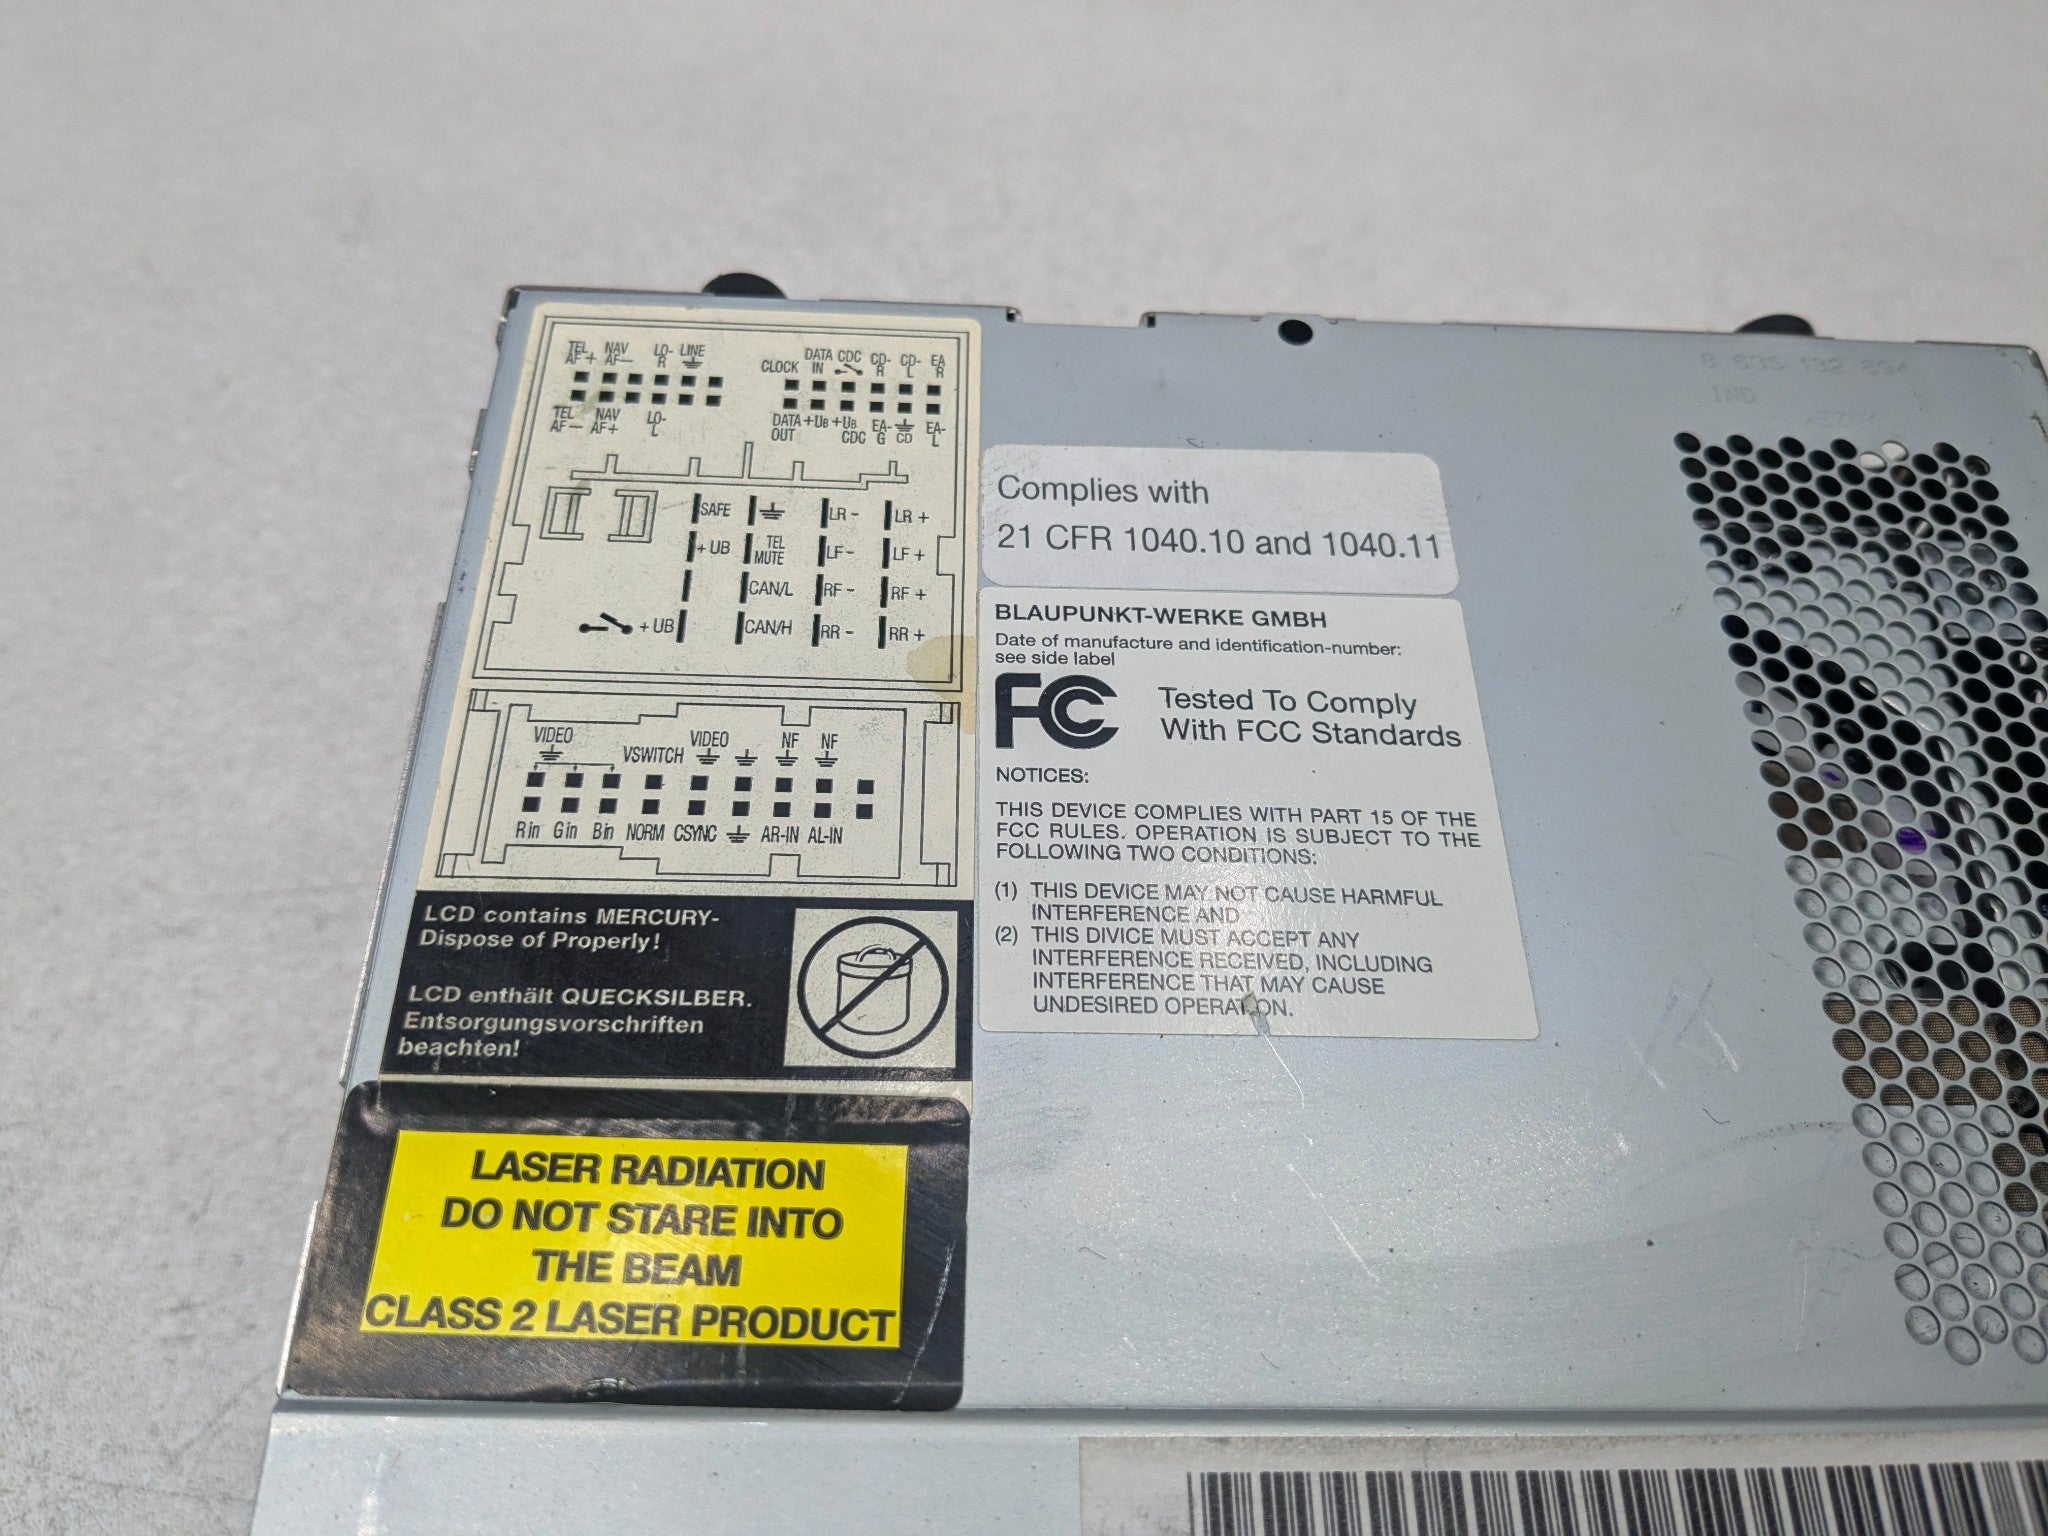 TEL NAV LO- LINE
AF+ AF- R
TEL NAV LO-
AF- AF+ L
DATA CDC CD- CD- EA
CLOCK IN R L R
DATA +UB +UB EA- EA-
OUT CDC G CD L
SAFE LR - LR +
+ UB TEL MUTE LF - LF +
CAN/L RF - RF +
+ UB CAN/H RR - RR +
VIDEO VSWITCH VIDEO NF NF
Rin Gin Bin NORM CSYNC AR-IN AL-IN
LCD contains MERCURY-
Dispose of Properly!
LCD enthält QUECKSILBER.
Entsorgungsvorschriften
beachten!
LASER RADIATION
DO NOT STARE INTO
THE BEAM
CLASS 2 LASER PRODUCT
Complies with
21 CFR 1040.10 and 1040.11
BLAUPUNKT-WERKE GMBH
Date of manufacture and identification-number:
see side label
FC Tested To Comply
With FCC Standards
NOTICES:
THIS DEVICE COMPLIES WITH PART 15 OF THE
FCC RULES. OPERATION IS SUBJECT TO THE
FOLLOWING TWO CONDITIONS:
(1) THIS DEVICE MAY NOT CAUSE HARMFUL
INTERFERENCE AND
(2) THIS DIVICE MUST ACCEPT ANY
INTERFERENCE RECEIVED, INCLUDING
INTERFERENCE THAT MAY CAUSE
UNDESIRED OPERATION.